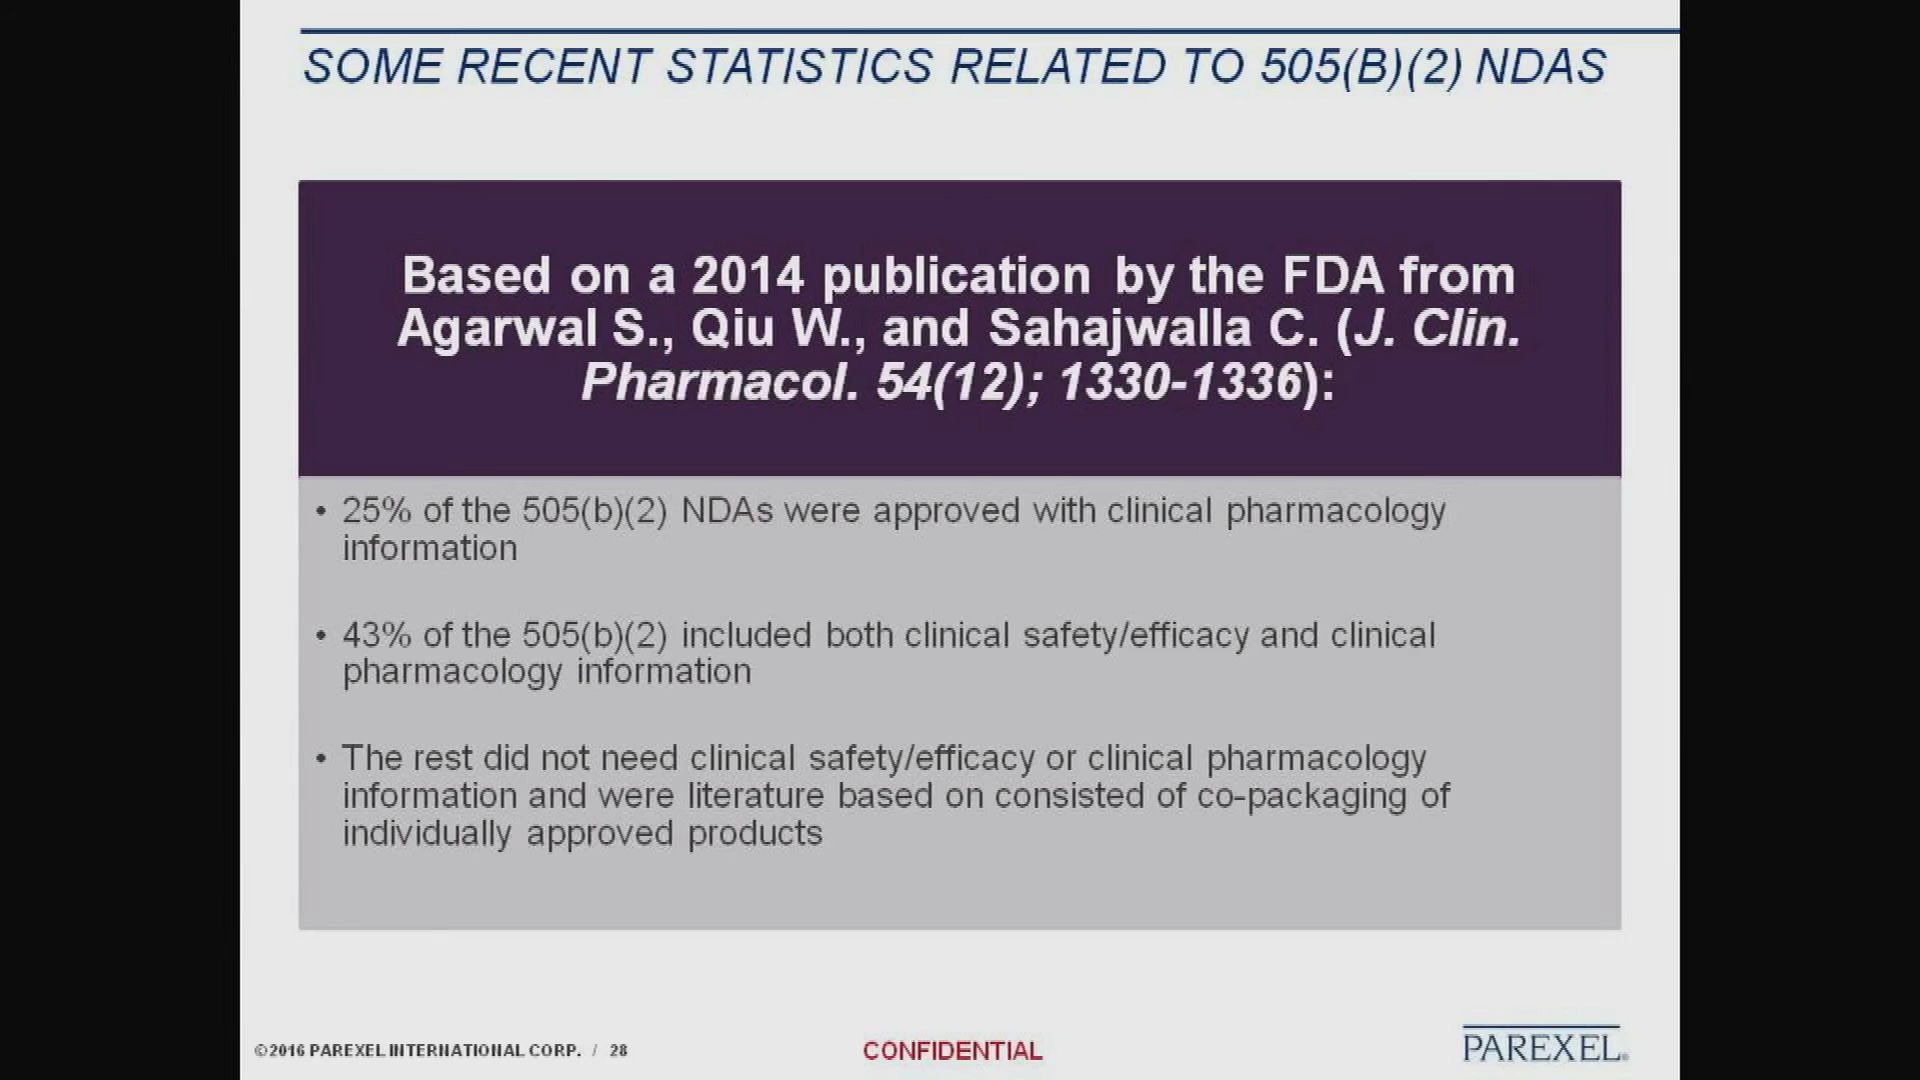 SOME RECENT STATISTICS RELATED TO 505(B)(2) NDAS
Based on a 2014 publication by the FDA from
Agarwal S., Qiu W., and Sahajwalla C. (J. Clin.
Pharmacol. 54(12); 1330-1336):
• 25% of the 505(b)(2) NDAs were approved with clinical pharmacology
information
• 43% of the 505(b)(2) included both clinical safety/efficacy and clinical
pharmacology information
• The rest did not need clinical safety/efficacy or clinical pharmacology
information and were literature based on consisted of co-packaging of
individually approved products
©2016 PAREXEL INTERNATIONAL CORP. / 28
CONFIDENTIAL
PAREXEL®